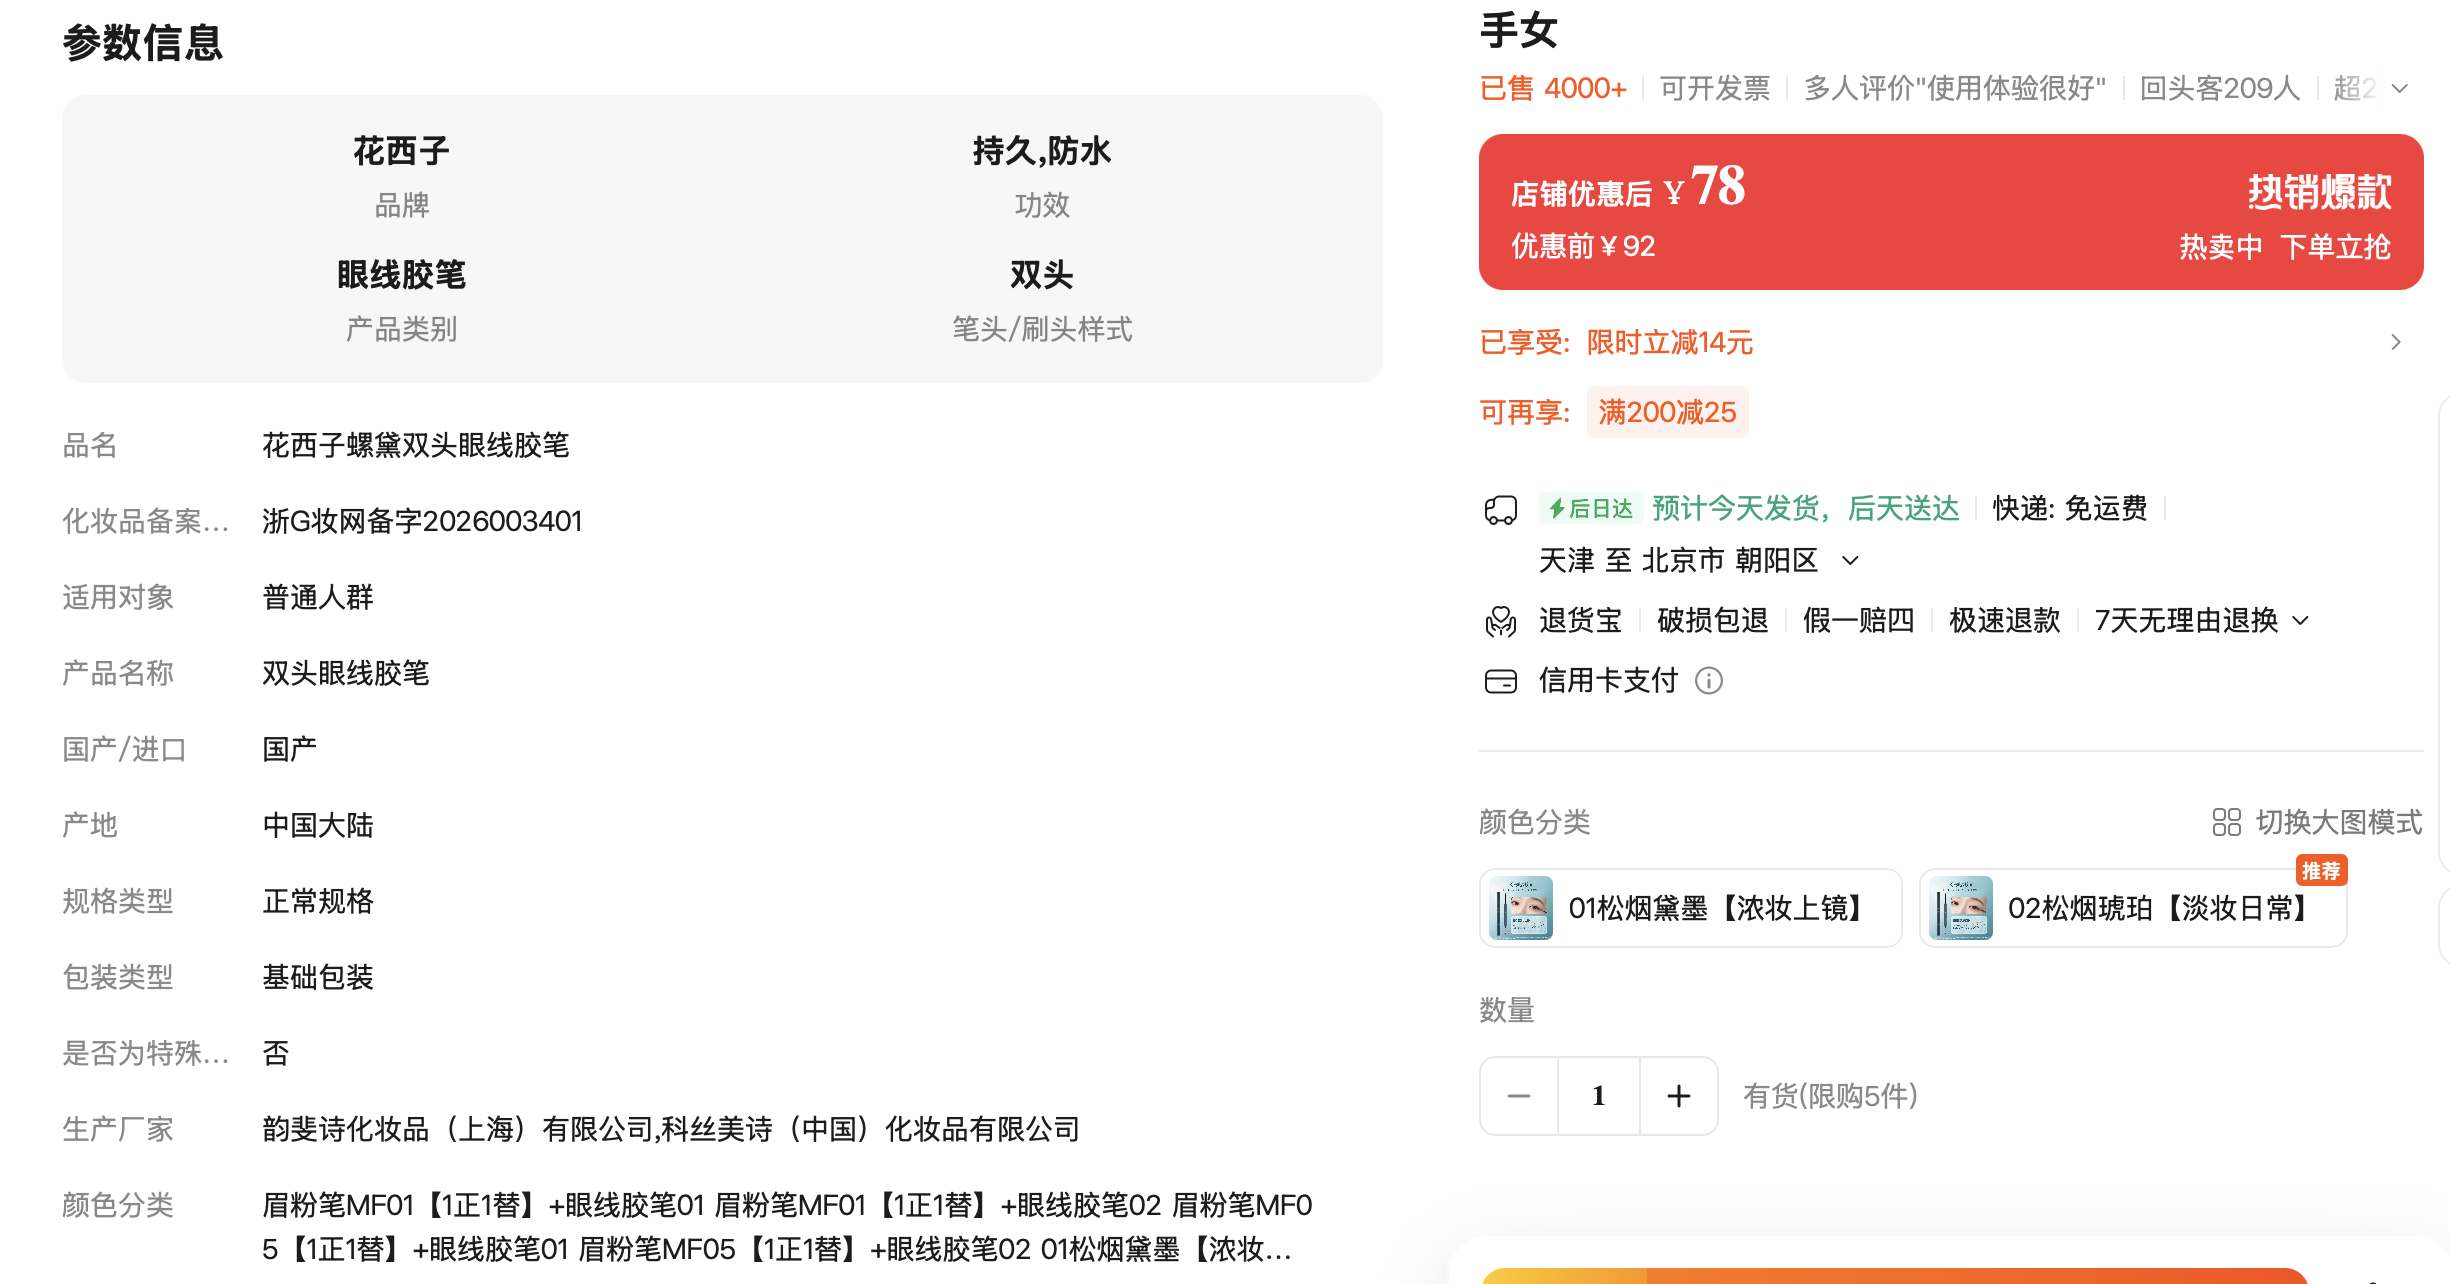 参数信息
花西子
品牌
持久,防水
功效
眼线胶笔
产品类别
双头
笔头/刷头样式
品名 花西子螺黛双头眼线胶笔
化妆品备案... 浙G妆网备字2026003401
适用对象 普通人群
产品名称 双头眼线胶笔
国产/进口 国产
产地 中国大陆
规格类型 正常规格
包装类型 基础包装
是否为特殊... 否
生产厂家 韵斐诗化妆品（上海）有限公司,科丝美诗（中国）化妆品有限公司
颜色分类 眉粉笔MF01【1正1替】+眼线胶笔01 眉粉笔MF01【1正1替】+眼线胶笔02 眉粉笔MF0
5【1正1替】+眼线胶笔01 眉粉笔MF05【1正1替】+眼线胶笔02 01松烟黛墨【浓妆...
手女
已售 4000+ 可开发票 多人评价"使用体验很好" 回头客209人 超2
店铺优惠后 ¥78
热销爆款
优惠前 ¥92
热卖中 下单立抢
已享受: 限时立减14元
可再享: 满200减25
后日达 预计今天发货，后天送达 快递: 免运费
天津 至 北京市 朝阳区
退货宝 破损包退 假一赔四 极速退款 7天无理由退换
信用卡支付
颜色分类
切换大图模式
推荐
01松烟黛墨【浓妆上镜】
02松烟琥珀【淡妆日常】
数量
1
有货(限购5件)